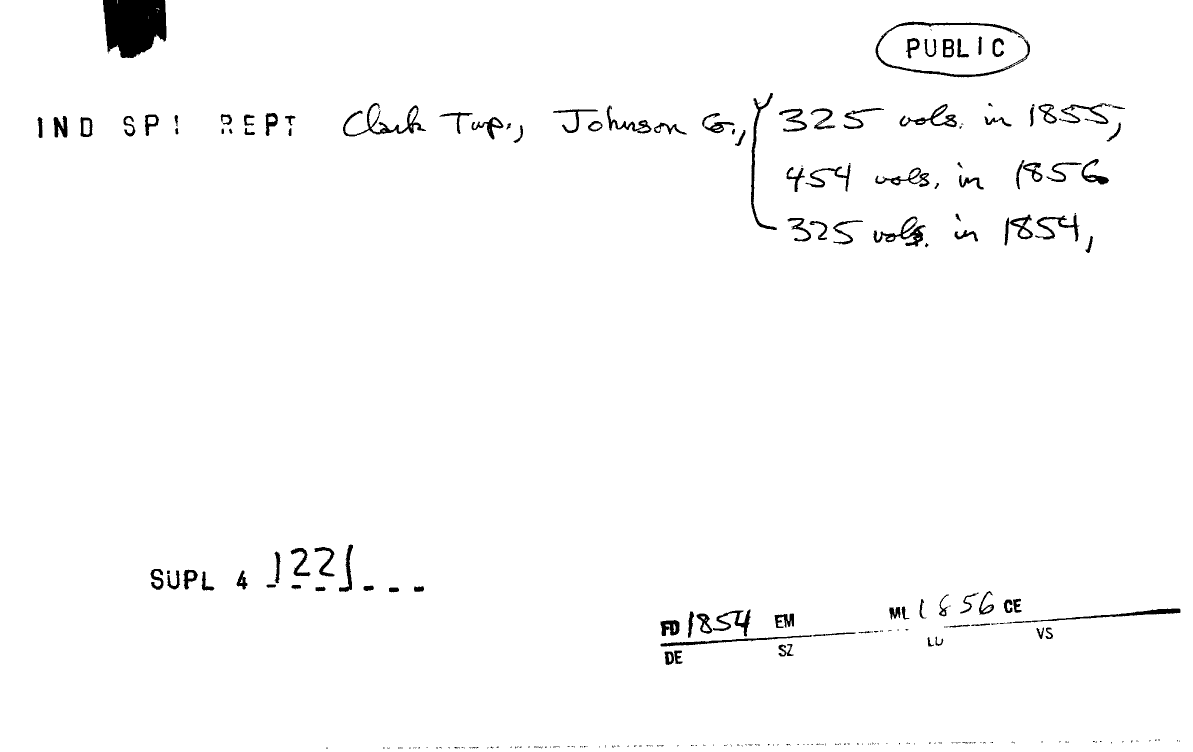 PUBLIC
IND SPI REPT Clark Twp., Johnson Co., 325 vols. in 1855,
454 vols. in 1856
325 vols. in 1854,
SUPL 4 1221
FD 1854 EM ML 1856 CE
DE SZ LU VS